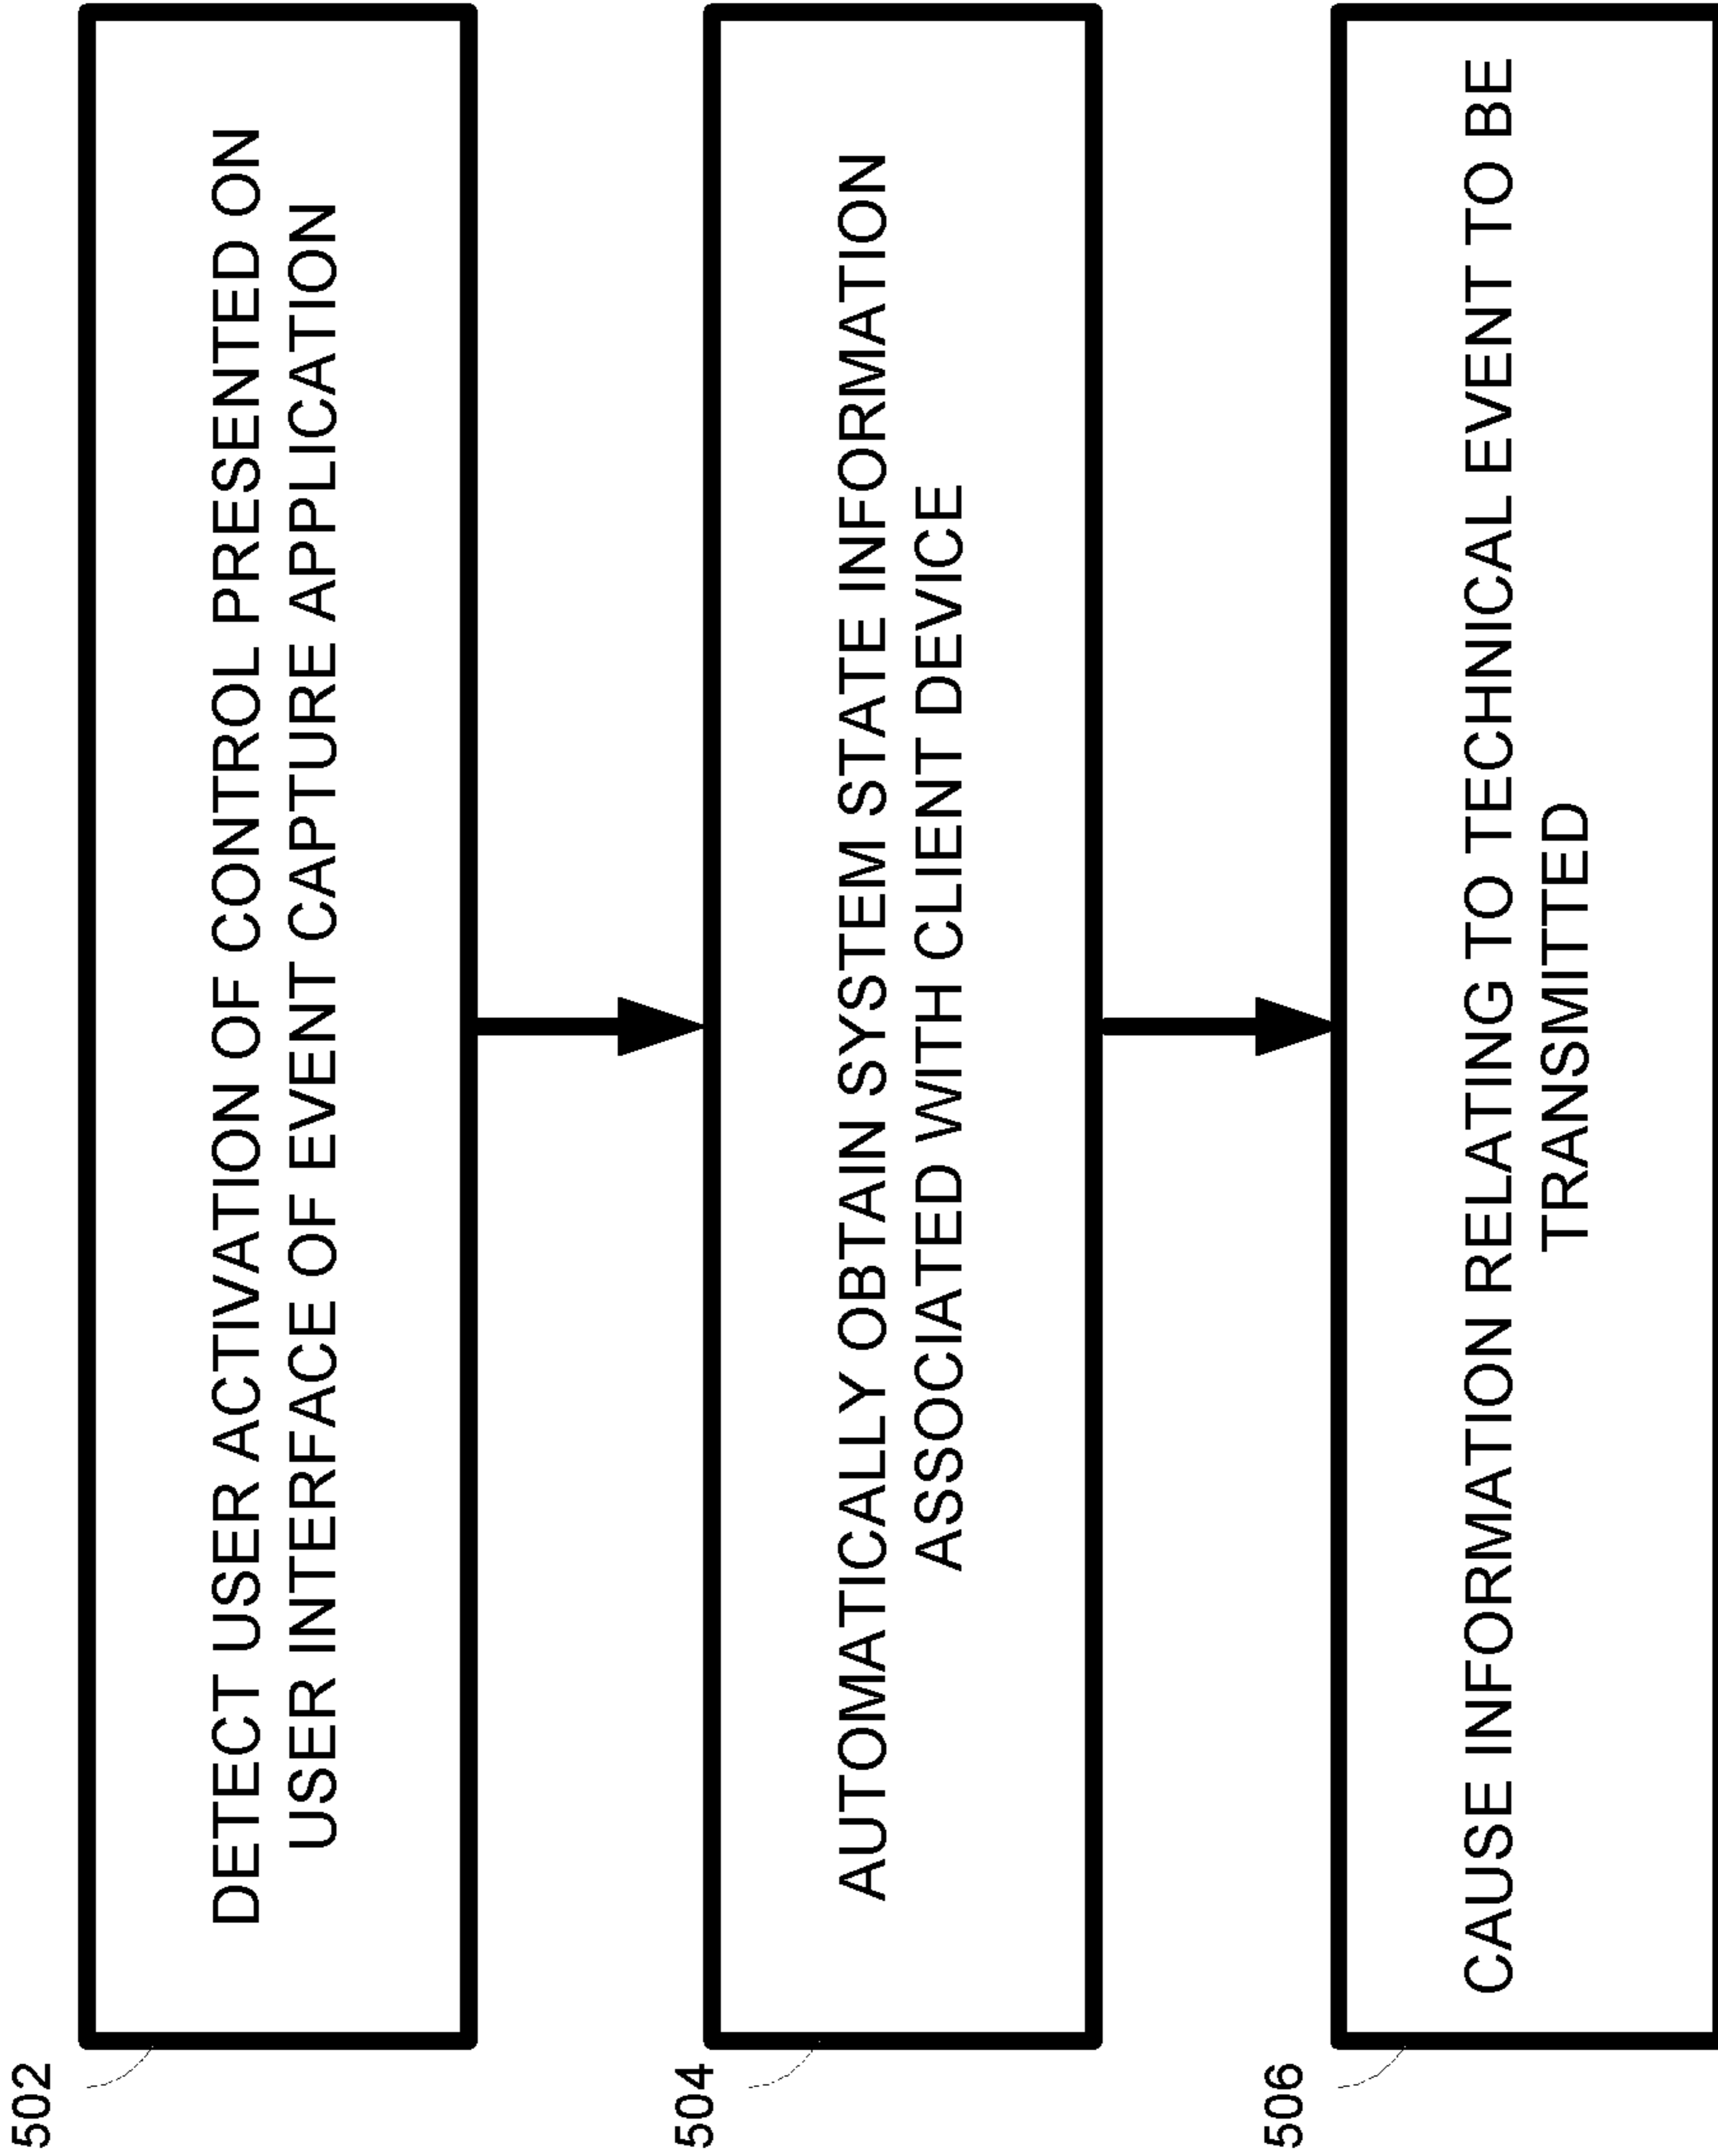 502
DETECT USER ACTIVATION OF CONTROL PRESENTED ON
USER INTERFACE OF EVENT CAPTURE APPLICATION
504
AUTOMATICALLY OBTAIN SYSTEM STATE INFORMATION
ASSOCIATED WITH CLIENT DEVICE
506
CAUSE INFORMATION RELATING TO TECHNICAL EVENT TO BE
TRANSMITTED